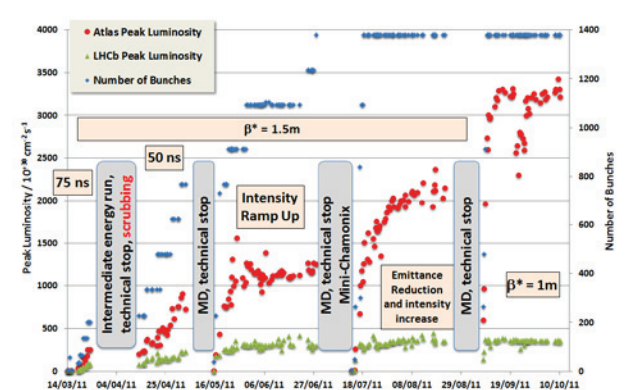 4000
3500
3000
2500
2000
1500
1000
500
0
Peak Luminosity / 10^30 cm-2s-1
Atlas Peak Luminosity
LHCb Peak Luminosity
Number of Bunches
β* = 1.5m
75 ns
50 ns
Intermediate energy run,
technical stop, scrubbing
MD, technical stop
Intensity
Ramp Up
MD, technical stop
Mini-Chamonix
Emittance
Reduction
and intensity
increase
MD, technical stop
β* = 1m
1400
1200
1000
800
600
400
200
0
Number of Bunches
14/03/11 04/04/11 25/04/11 16/05/11 06/06/11 27/06/11 18/07/11 08/08/11 29/08/11 19/09/11 10/10/11